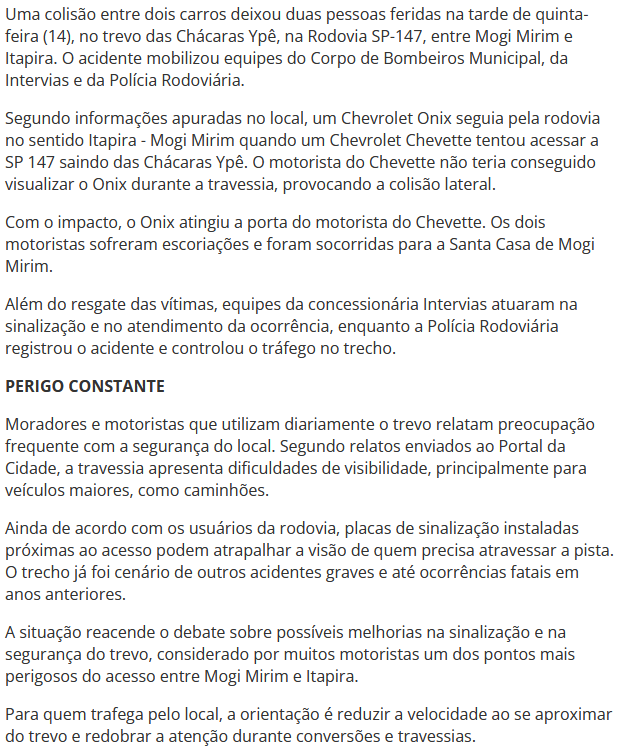 Uma colisão entre dois carros deixou duas pessoas feridas na tarde de quinta-
feira (14), no trevo das Chácaras Ypê, na Rodovia SP-147, entre Mogi Mirim e
Itapira. O acidente mobilizou equipes do Corpo de Bombeiros Municipal, da
Intervias e da Polícia Rodoviária.
Segundo informações apuradas no local, um Chevrolet Onix seguia pela rodovia
no sentido Itapira - Mogi Mirim quando um Chevrolet Chevette tentou acessar a
SP 147 saindo das Chácaras Ypê. O motorista do Chevette não teria conseguido
visualizar o Onix durante a travessia, provocando a colisão lateral.
Com o impacto, o Onix atingiu a porta do motorista do Chevette. Os dois
motoristas sofreram escoriações e foram socorridas para a Santa Casa de Mogi
Mirim.
Além do resgate das vítimas, equipes da concessionária Intervias atuaram na
sinalização e no atendimento da ocorrência, enquanto a Polícia Rodoviária
registrou o acidente e controlou o tráfego no trecho.
PERIGO CONSTANTE
Moradores e motoristas que utilizam diariamente o trevo relatam preocupação
frequente com a segurança do local. Segundo relatos enviados ao Portal da
Cidade, a travessia apresenta dificuldades de visibilidade, principalmente para
veículos maiores, como caminhões.
Ainda de acordo com os usuários da rodovia, placas de sinalização instaladas
próximas ao acesso podem atrapalhar a visão de quem precisa atravessar a pista.
O trecho já foi cenário de outros acidentes graves e até ocorrências fatais em
anos anteriores.
A situação reacende o debate sobre possíveis melhorias na sinalização e na
segurança do trevo, considerado por muitos motoristas um dos pontos mais
perigosos do acesso entre Mogi Mirim e Itapira.
Para quem trafega pelo local, a orientação é reduzir a velocidade ao se aproximar
do trevo e redobrar a atenção durante conversões e travessias.